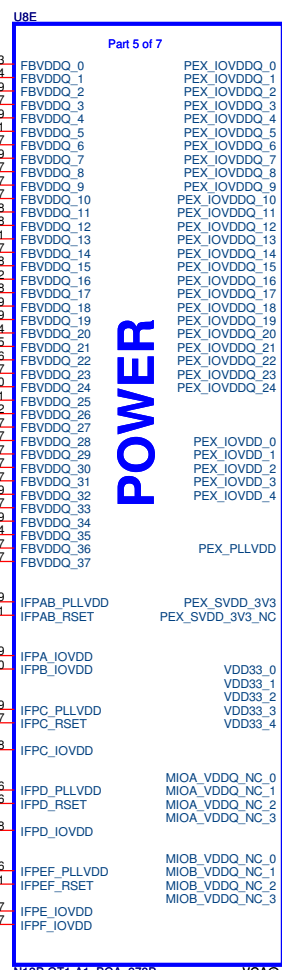 U8E
Part 5 of 7
FBVDDQ_0 PEX_IOVDDQ_0
FBVDDQ_1 PEX_IOVDDQ_1
FBVDDQ_2 PEX_IOVDDQ_2
FBVDDQ_3 PEX_IOVDDQ_3
FBVDDQ_4 PEX_IOVDDQ_4
FBVDDQ_5 PEX_IOVDDQ_5
FBVDDQ_6 PEX_IOVDDQ_6
FBVDDQ_7 PEX_IOVDDQ_7
FBVDDQ_8 PEX_IOVDDQ_8
FBVDDQ_9 PEX_IOVDDQ_9
FBVDDQ_10 PEX_IOVDDQ_10
FBVDDQ_11 PEX_IOVDDQ_11
FBVDDQ_12 PEX_IOVDDQ_12
FBVDDQ_13 PEX_IOVDDQ_13
FBVDDQ_14 PEX_IOVDDQ_14
FBVDDQ_15 PEX_IOVDDQ_15
FBVDDQ_16 PEX_IOVDDQ_16
FBVDDQ_17 PEX_IOVDDQ_17
FBVDDQ_18 PEX_IOVDDQ_18
FBVDDQ_19 PEX_IOVDDQ_19
FBVDDQ_20 PEX_IOVDDQ_20
FBVDDQ_21 PEX_IOVDDQ_21
FBVDDQ_22 PEX_IOVDDQ_22
FBVDDQ_23 PEX_IOVDDQ_23
FBVDDQ_24 PEX_IOVDDQ_24
FBVDDQ_25
FBVDDQ_26
FBVDDQ_27
FBVDDQ_28 PEX_IOVDD_0
FBVDDQ_29 PEX_IOVDD_1
FBVDDQ_30 PEX_IOVDD_2
FBVDDQ_31 PEX_IOVDD_3
FBVDDQ_32 PEX_IOVDD_4
FBVDDQ_33
FBVDDQ_34
FBVDDQ_35
FBVDDQ_36 PEX_PLLVDD
FBVDDQ_37
POWER
IFPAB_PLLVDD PEX_SVDD_3V3
IFPAB_RSET PEX_SVDD_3V3_NC
IFPA_IOVDD
IFPB_IOVDD VDD33_0
VDD33_1
VDD33_2
IFPC_PLLVDD VDD33_3
IFPC_RSET VDD33_4
IFPC_IOVDD
MIOA_VDDQ_NC_0
IFPD_PLLVDD MIOA_VDDQ_NC_1
IFPD_RSET MIOA_VDDQ_NC_2
MIOA_VDDQ_NC_3
IFPD_IOVDD
MIOB_VDDQ_NC_0
IFPEF_PLLVDD MIOB_VDDQ_NC_1
IFPEF_RSET MIOB_VDDQ_NC_2
MIOB_VDDQ_NC_3
IFPE_IOVDD
IFPF_IOVDD